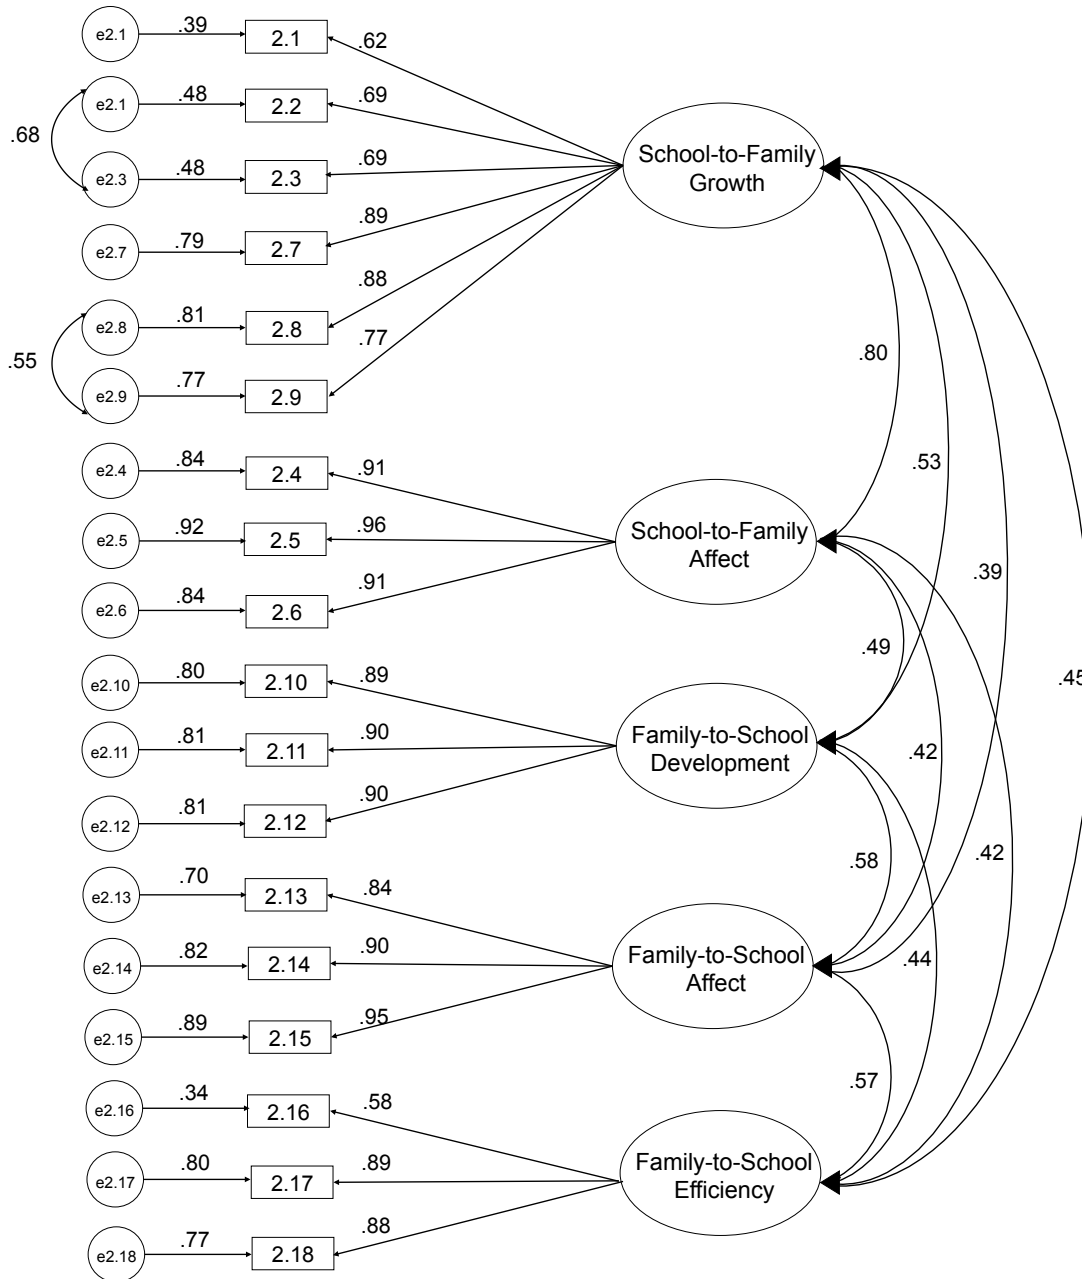 e2.1 .39 2.1 .62
e2.1 .48 2.2 .69
.68
e2.3 .48 2.3 .69
School-to-Family
Growth
e2.7 .79 2.7 .89
e2.8 .81 2.8 .88
.55
e2.9 .77 2.9 .77
.80
.53
.39
.45
e2.4 .84 2.4 .91
e2.5 .92 2.5 .96
School-to-Family
Affect
e2.6 .84 2.6 .91
.49
.42
.42
e2.10 .80 2.10 .89
e2.11 .81 2.11 .90
Family-to-School
Development
e2.12 .81 2.12 .90
.58
.44
e2.13 .70 2.13 .84
e2.14 .82 2.14 .90
Family-to-School
Affect
e2.15 .89 2.15 .95
.57
e2.16 .34 2.16 .58
e2.17 .80 2.17 .89
Family-to-School
Efficiency
e2.18 .77 2.18 .88